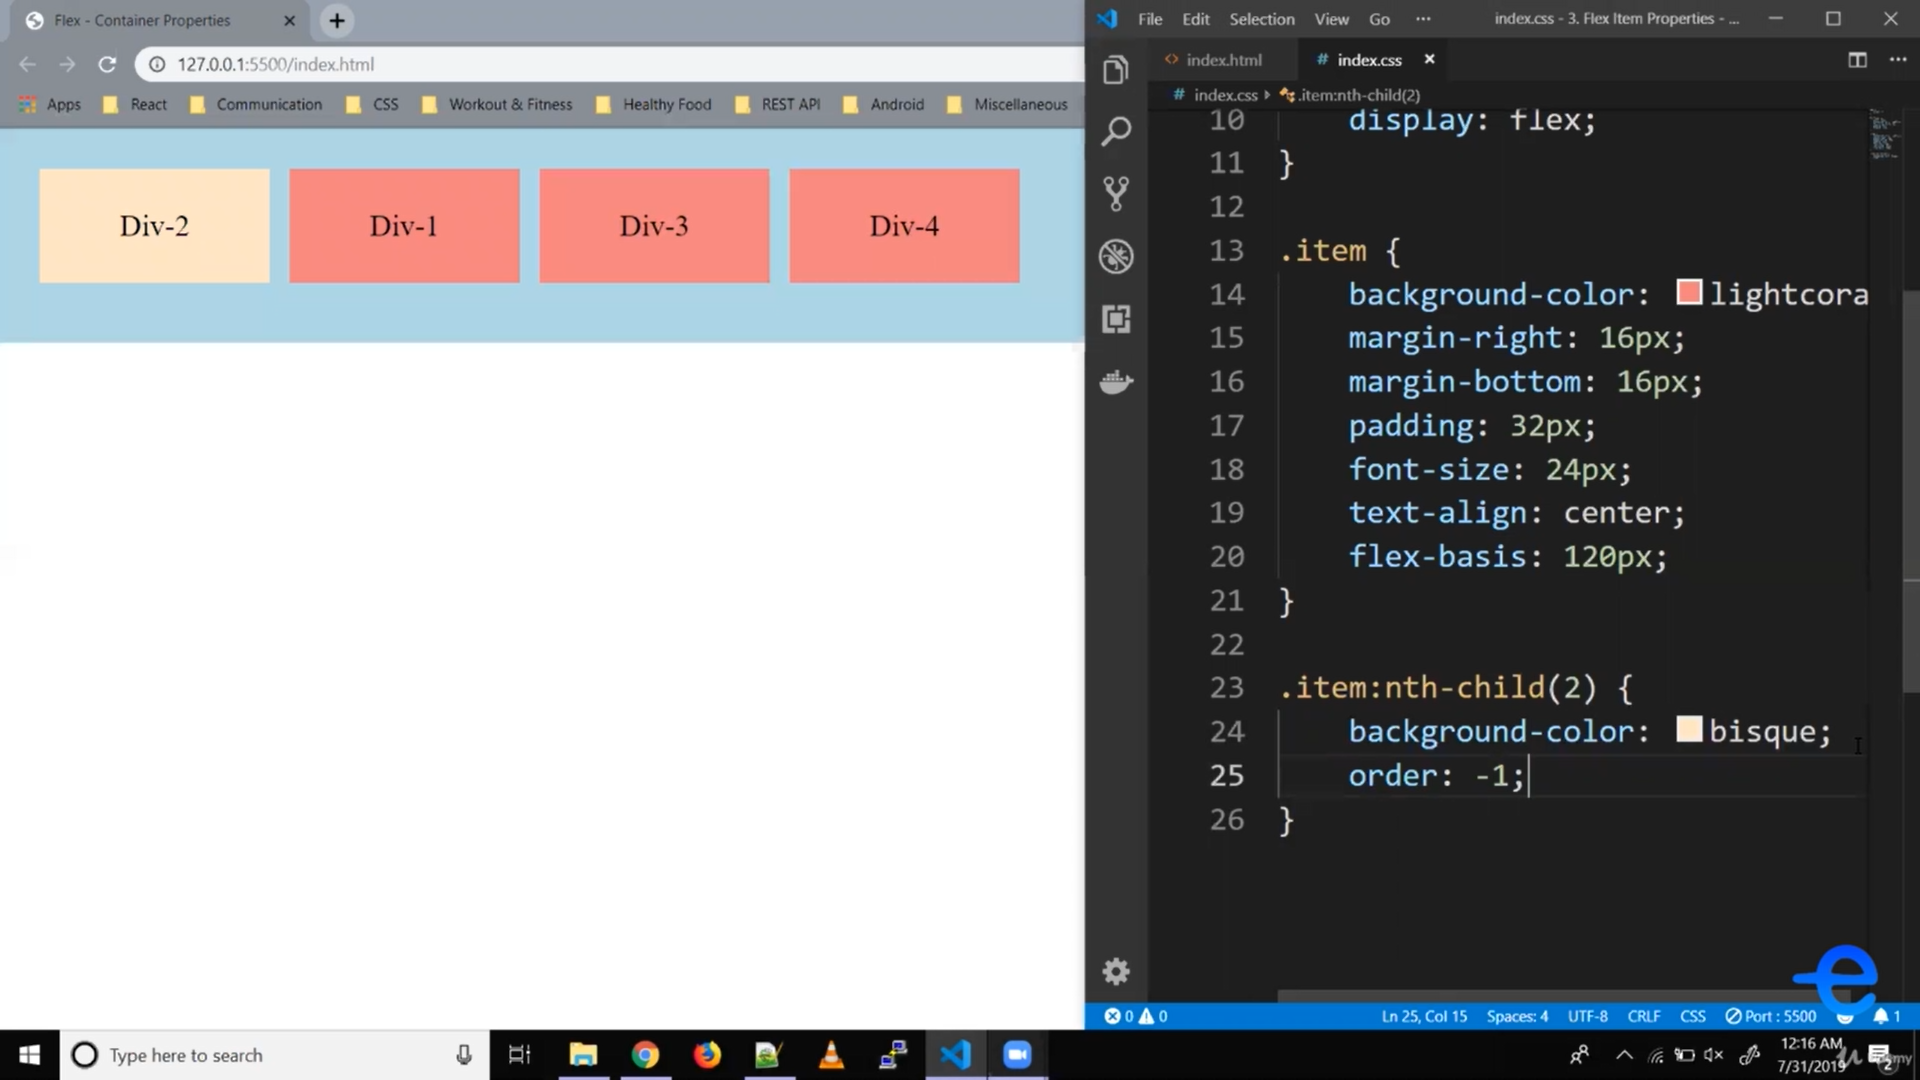 Flex - Container Properties
127.0.0.1:5500/index.html
Apps React Communication CSS Workout & Fitness Healthy Food REST API Android Miscellaneous
Div-2 Div-1 Div-3 Div-4
File Edit Selection View Go ··· index.css - 3. Flex Item Properties - ...
index.html # index.css
# index.css .item:nth-child(2)
10 display: flex;
11 }
12
13 .item {
14 background-color: lightcora
15 margin-right: 16px;
16 margin-bottom: 16px;
17 padding: 32px;
18 font-size: 24px;
19 text-align: center;
20 flex-basis: 120px;
21 }
22
23 .item:nth-child(2) {
24 background-color: bisque;
25 order: -1;
26 }
0 0 Ln 25, Col 15 Spaces: 4 UTF-8 CRLF CSS Port : 5500 1
Type here to search
12:16 AM
7/31/2019
2